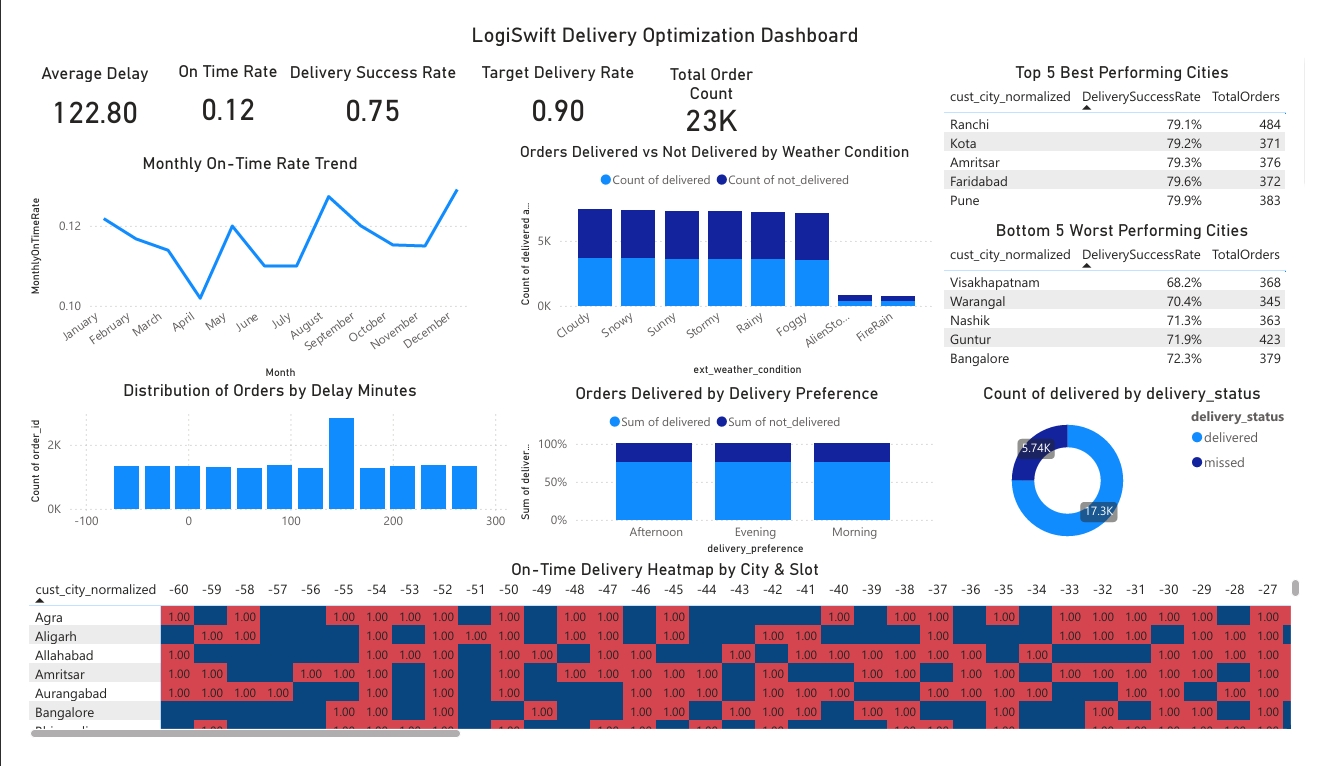 LogiSwift Delivery Optimization Dashboard
Average Delay
122.80
On Time Rate
0.12
Delivery Success Rate
0.75
Target Delivery Rate
0.90
Total Order
Count
23K
Monthly On-Time Rate Trend
MonthlyOnTimeRate
0.12
0.10
January February March April May June July August September October November December
Month
Orders Delivered vs Not Delivered by Weather Condition
Count of delivered Count of not_delivered
Count of delivered a...
5K
0K
Cloudy Snowy Sunny Stormy Rainy Foggy AlienSto... FireRain
ext_weather_condition
Top 5 Best Performing Cities
cust_city_normalized DeliverySuccessRate TotalOrders
Ranchi 79.1% 484
Kota 79.2% 371
Amritsar 79.3% 376
Faridabad 79.6% 372
Pune 79.9% 383
Bottom 5 Worst Performing Cities
cust_city_normalized DeliverySuccessRate TotalOrders
Visakhapatnam 68.2% 368
Warangal 70.4% 345
Nashik 71.3% 363
Guntur 71.9% 423
Bangalore 72.3% 379
Distribution of Orders by Delay Minutes
Count of order_id
2K
0K
-100 0 100 200 300
Orders Delivered by Delivery Preference
Sum of delivered Sum of not_delivered
Sum of deliver...
100%
50%
0%
Afternoon Evening Morning
delivery_preference
Count of delivered by delivery_status
delivery_status
delivered
missed
5.74K
17.3K
On-Time Delivery Heatmap by City & Slot
cust_city_normalized -60 -59 -58 -57 -56 -55 -54 -53 -52 -51 -50 -49 -48 -47 -46 -45 -44 -43 -42 -41 -40 -39 -38 -37 -36 -35 -34 -33 -32 -31 -30 -29 -28 -27
Agra 1.00 1.00 1.00 1.00 1.00 1.00 1.00 1.00 1.00 1.00 1.00 1.00 1.00 1.00 1.00 1.00 1.00 1.00 1.00 1.00
Aligarh 1.00 1.00 1.00 1.00 1.00 1.00 1.00 1.00 1.00 1.00 1.00 1.00 1.00 1.00 1.00 1.00 1.00 1.00
Allahabad 1.00 1.00 1.00 1.00 1.00 1.00 1.00 1.00 1.00 1.00 1.00 1.00 1.00 1.00 1.00 1.00 1.00 1.00 1.00 1.00
Amritsar 1.00 1.00 1.00 1.00 1.00 1.00 1.00 1.00 1.00 1.00 1.00 1.00 1.00 1.00 1.00 1.00 1.00 1.00 1.00 1.00 1.00 1.00 1.00
Aurangabad 1.00 1.00 1.00 1.00 1.00 1.00 1.00 1.00 1.00 1.00 1.00 1.00 1.00 1.00 1.00 1.00 1.00 1.00 1.00 1.00 1.00 1.00 1.00
Bangalore 1.00 1.00 1.00 1.00 1.00 1.00 1.00 1.00 1.00 1.00 1.00 1.00 1.00 1.00 1.00 1.00 1.00